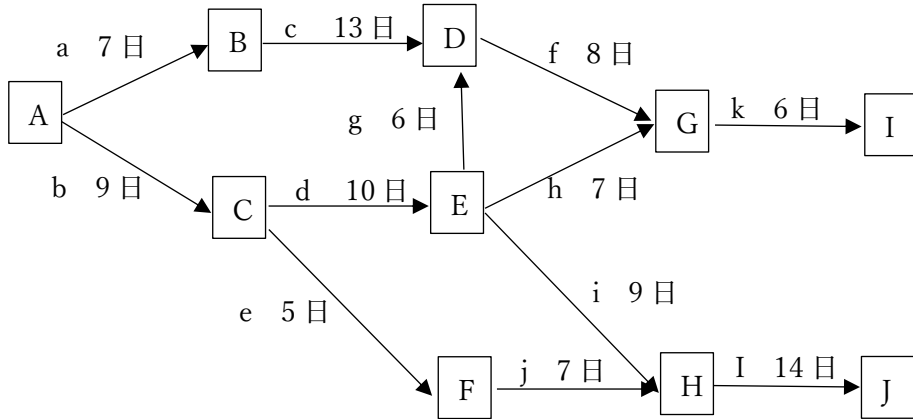 a 7 日
B
c 13 日
D
f 8 日
A
g 6 日
G
k 6 日
I
b 9 日
C
d 10 日
E
h 7 日
e 5 日
i 9 日
F
j 7 日
H
I 14 日
J